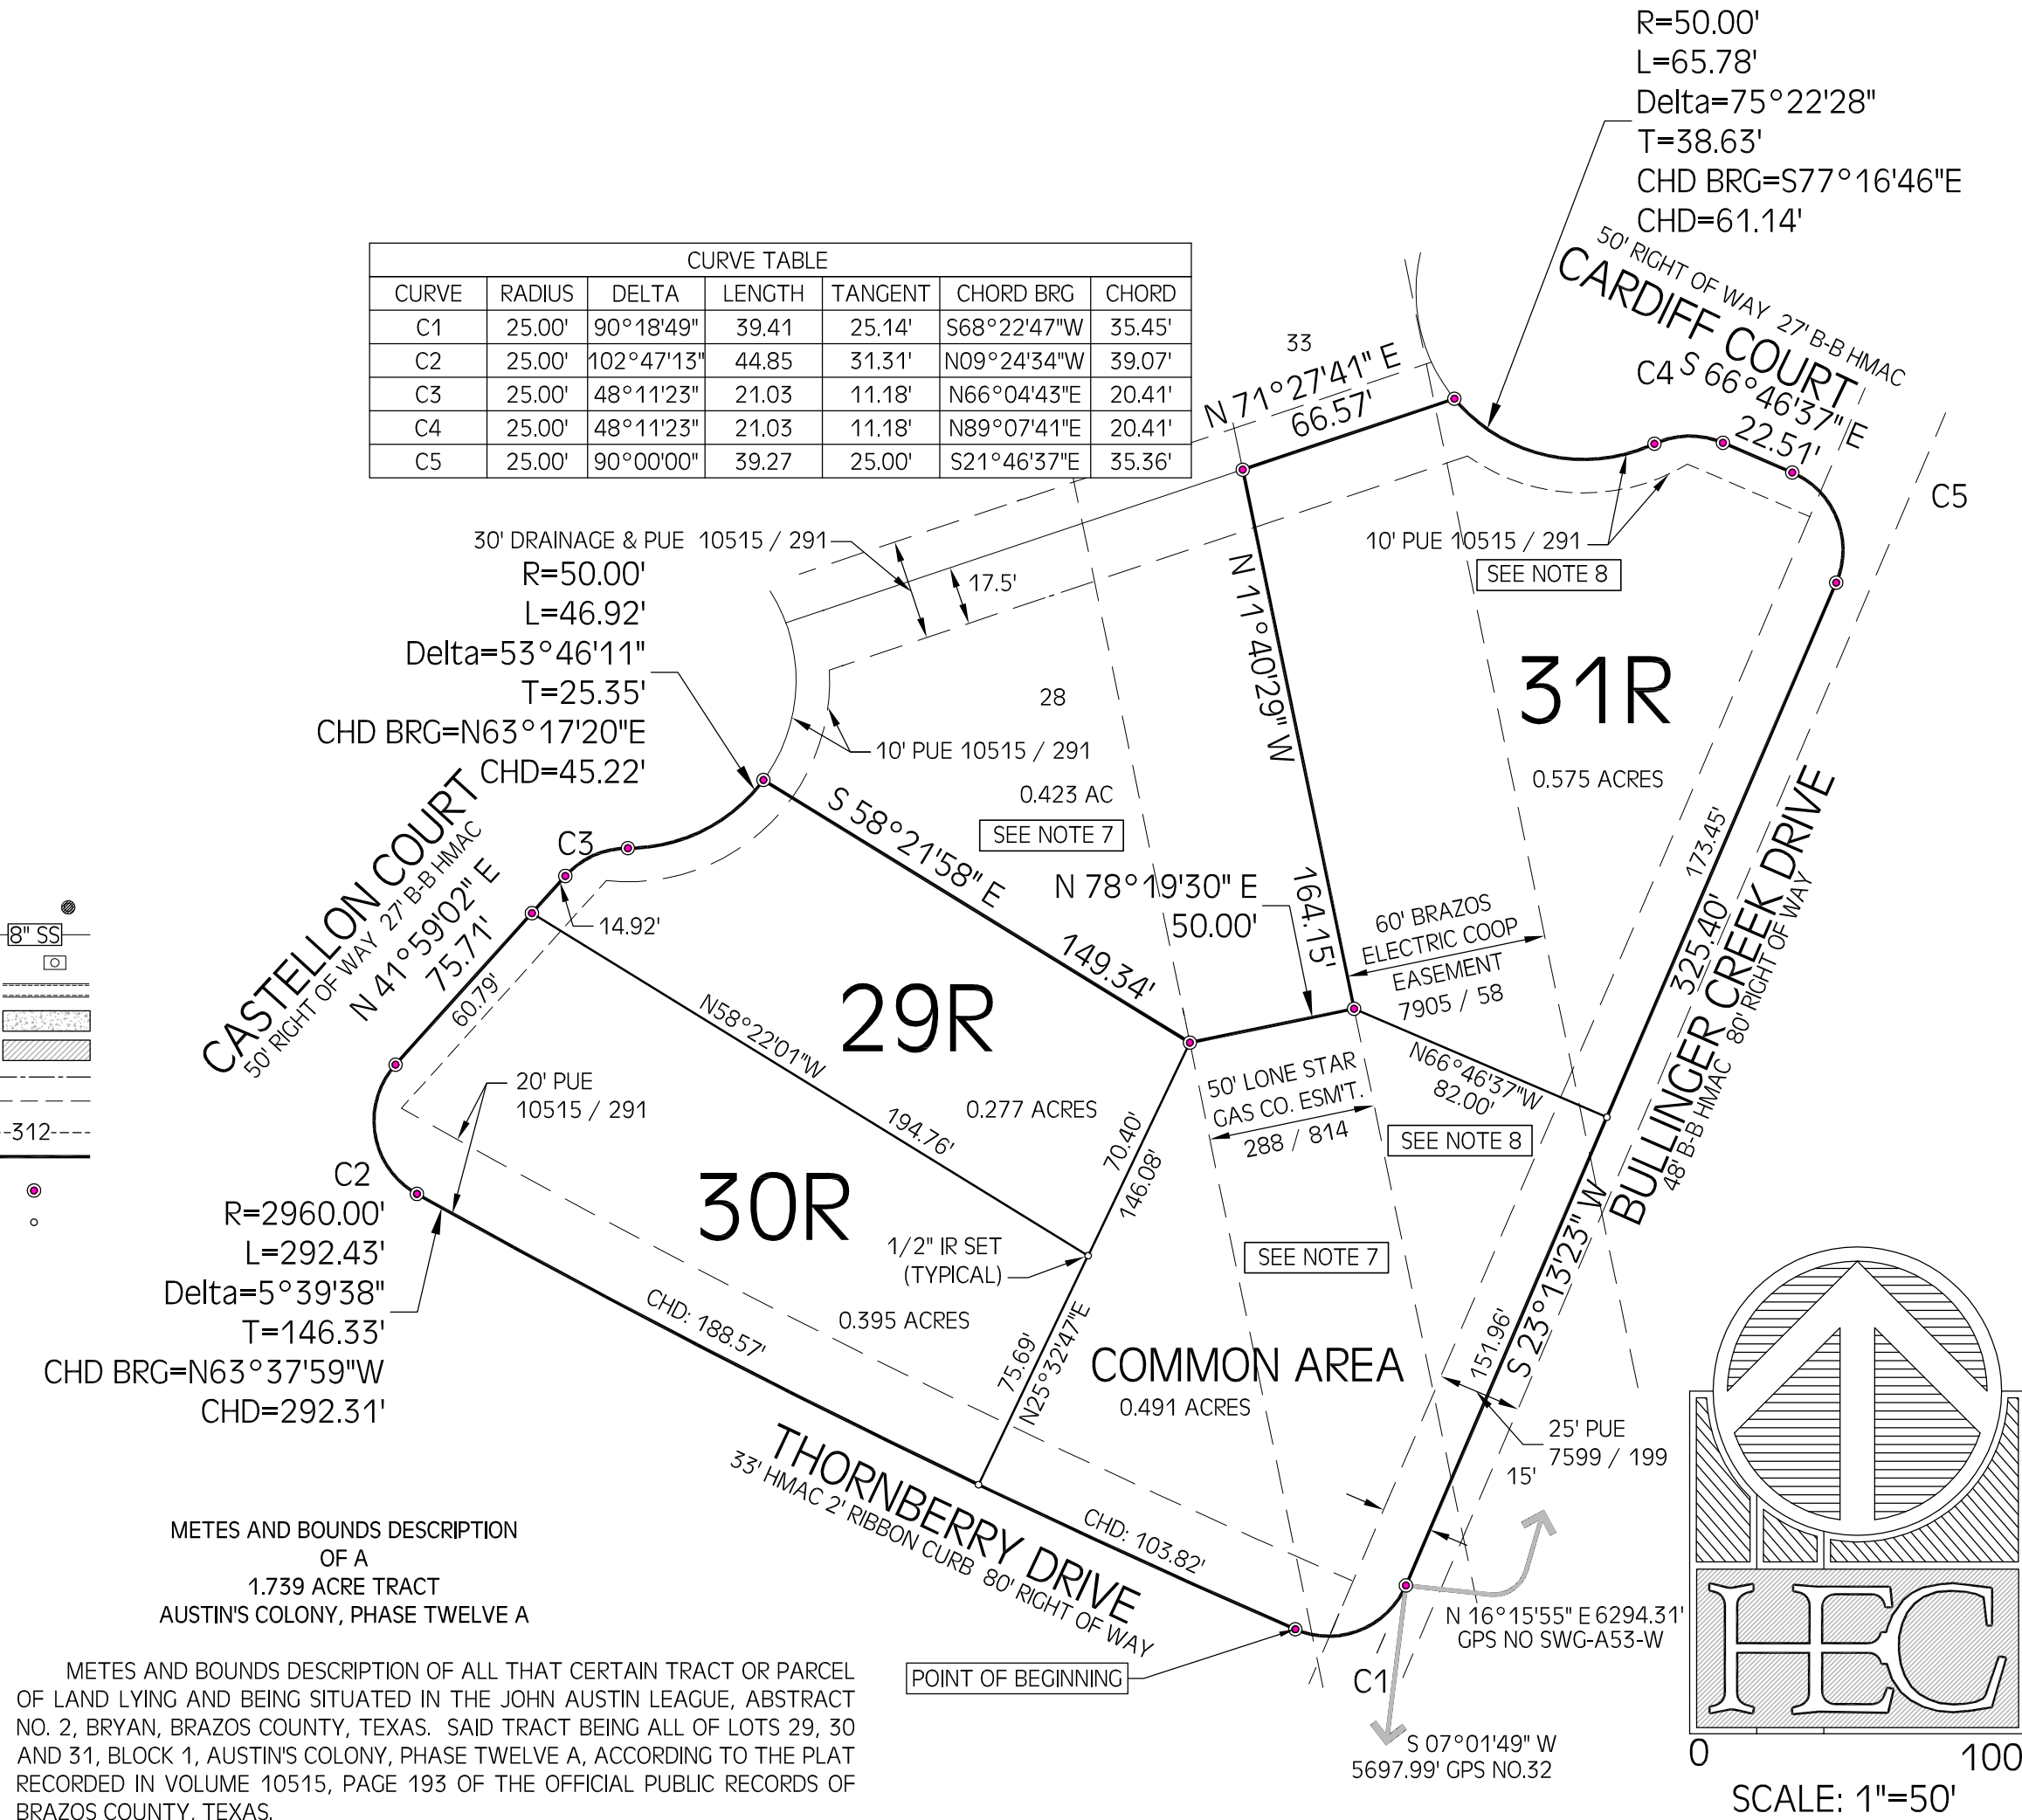 R=50.00'
L=65.78'
Delta=75°22'28"
T=38.63'
CHD BRG=S77°16'46"E
CHD=61.14'
50' RIGHT OF WAY 27' B-B HMAC
CARDIFF COURT
CURVE TABLE
CURVE RADIUS DELTA LENGTH TANGENT CHORD BRG CHORD
C1 25.00' 90°18'49" 39.41 25.14' S68°22'47"W 35.45'
C2 25.00' 102°47'13" 44.85 31.31' N09°24'34"W 39.07'
C3 25.00' 48°11'23" 21.03 11.18' N66°04'43"E 20.41'
C4 25.00' 48°11'23" 21.03 11.18' N89°07'41"E 20.41'
C5 25.00' 90°00'00" 39.27 25.00' S21°46'37"E 35.36'
33
N 71°27'41" E
66.57'
C4
S 66°46'37" E
22.51'
C5
30' DRAINAGE & PUE 10515 / 291
17.5'
10' PUE 10515 / 291
SEE NOTE 8
R=50.00'
L=46.92'
Delta=53°46'11"
T=25.35'
CHD BRG=N63°17'20"E
CHD=45.22'
N 11°40'29" W
164.15'
31R
0.575 ACRES
28
10' PUE 10515 / 291
0.423 AC
SEE NOTE 7
S 58°21'58" E
149.34'
N 78°19'30" E
50.00'
60' BRAZOS
ELECTRIC COOP
EASEMENT
7905 / 58
173.45'
325.40'
BULLINGER CREEK DRIVE
48' B-B HMAC 80' RIGHT OF WAY
CASTELLON COURT
50' RIGHT OF WAY 27' B-B HMAC
N 41°59'02" E
75.71'
60.79'
C3
14.92'
8" SS
312
29R
N58°22'01"W
194.76'
0.277 ACRES
20' PUE
10515 / 291
30R
70.40'
146.08'
50' LONE STAR
GAS CO. ESM'T.
288 / 814
N66°46'37"W
82.00'
SEE NOTE 8
C2
R=2960.00'
L=292.43'
Delta=5°39'38"
T=146.33'
CHD BRG=N63°37'59"W
CHD=292.31'
1/2" IR SET
(TYPICAL)
0.395 ACRES
CHD: 188.57'
75.69'
N25°32'47"E
SEE NOTE 7
COMMON AREA
0.491 ACRES
151.96'
S 23°13'23" W
25' PUE
7599 / 199
15'
THORNBERRY DRIVE
33' HMAC 2' RIBBON CURB 80' RIGHT OF WAY
CHD: 103.82'
POINT OF BEGINNING
C1
N 16°15'55" E 6294.31'
GPS NO SWG-A53-W
S 07°01'49" W
5697.99' GPS NO.32
METES AND BOUNDS DESCRIPTION
OF A
1.739 ACRE TRACT
AUSTIN'S COLONY, PHASE TWELVE A
METES AND BOUNDS DESCRIPTION OF ALL THAT CERTAIN TRACT OR PARCEL
OF LAND LYING AND BEING SITUATED IN THE JOHN AUSTIN LEAGUE, ABSTRACT
NO. 2, BRYAN, BRAZOS COUNTY, TEXAS. SAID TRACT BEING ALL OF LOTS 29, 30
AND 31, BLOCK 1, AUSTIN'S COLONY, PHASE TWELVE A, ACCORDING TO THE PLAT
RECORDED IN VOLUME 10515, PAGE 193 OF THE OFFICIAL PUBLIC RECORDS OF
BRAZOS COUNTY, TEXAS.
HEC
0 100
SCALE: 1"=50'